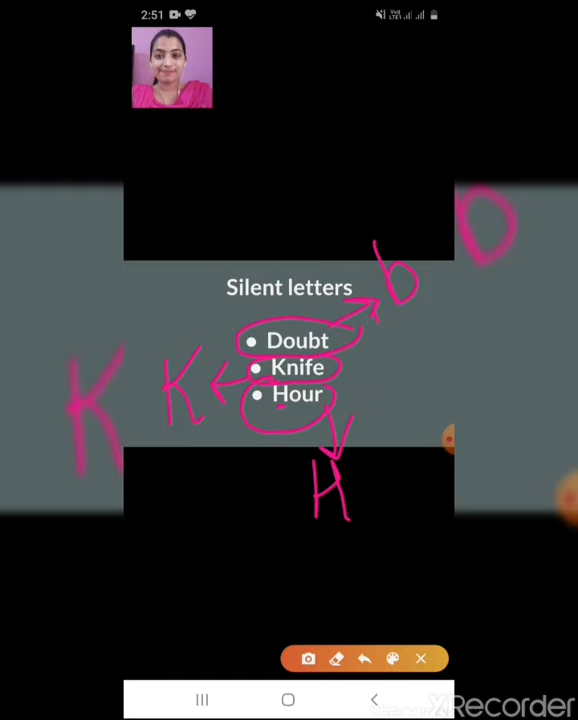 2:51
Silent letters
b
• Doubt
K
• Knife
• Hour
H
XRecorder